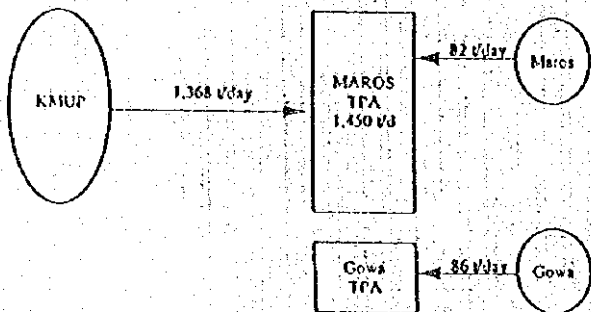 KMUP
1,368 t/day
MAROS
TPA
1,450 t/d
82 t/day
Maros
Gowa
TPA
86 t/day
Gowa